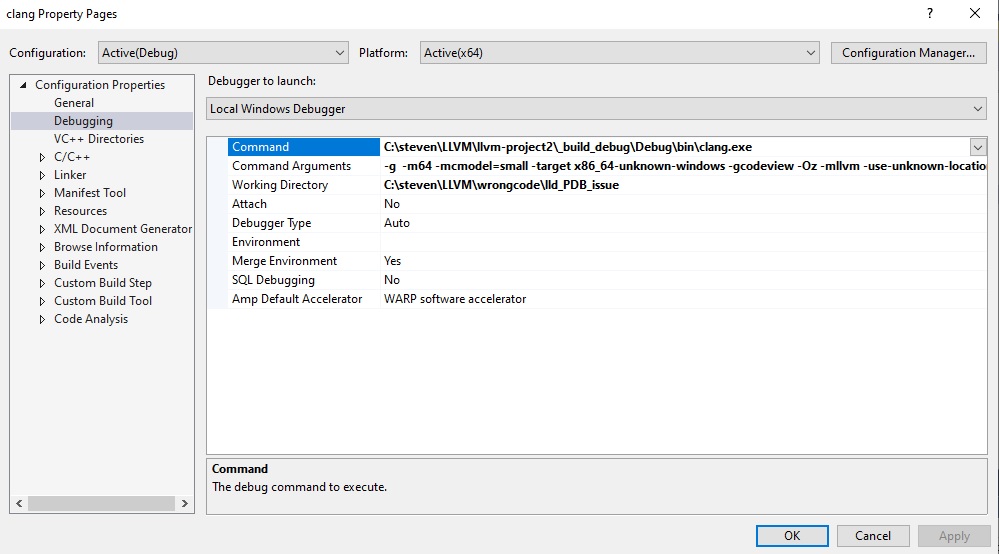 clang Property Pages
? ×
Configuration: Active(Debug) Platform: Active(x64) Configuration Manager...
Configuration Properties
General
Debugging
VC++ Directories
C/C++
Linker
Manifest Tool
Resources
XML Document Generator
Browse Information
Build Events
Custom Build Step
Custom Build Tool
Code Analysis
Debugger to launch:
Local Windows Debugger
Command C:\steven\LLVM\llvm-project2\_build_debug\Debug\bin\clang.exe
Command Arguments -g -m64 -mcmodel=small -target x86_64-unknown-windows -gcodeview -Oz -mllvm -use-unknown-locatio
Working Directory C:\steven\LLVM\wrongcode\lld_PDB_issue
Attach No
Debugger Type Auto
Environment
Merge Environment Yes
SQL Debugging No
Amp Default Accelerator WARP software accelerator
Command
The debug command to execute.
OK Cancel Apply